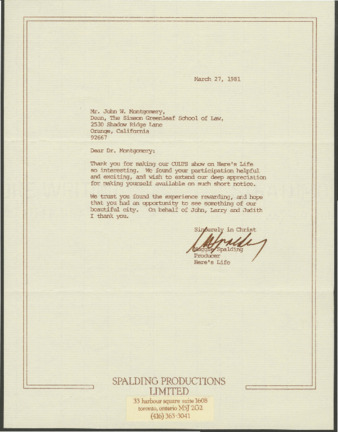 March 27, 1981
Mr. John W. Montgomery,
Dean, The Simon Greenleaf School of Law,
2530 Shadow Ridge Lane
Orange, California
92667
Dear Dr. Montgomery:
Thank you for making our CULTS show on Here's Life
so interesting. We found your participation helpful
and exciting, and wish to extend our deep appreciation
for making yourself available on such short notice.
We trust you found the experience rewarding, and hope
that you had an opportunity to see something of our
beautiful city. On behalf of John, Larry and Judith
I thank you.
Sincerely in Christ
Spalding
Producer
Here's Life
SPALDING PRODUCTIONS
LIMITED
33 harbour square suite 1608
toronto, ontario M5J 2G2
(416) 363-3041